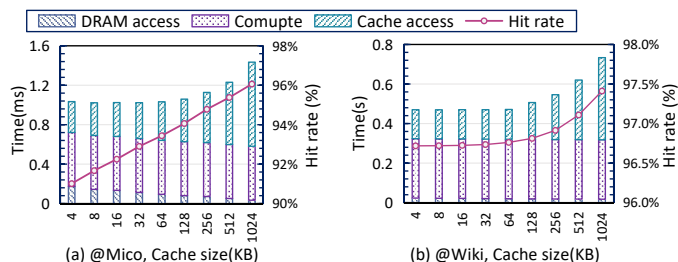 DRAM access Comupte Cache access Hit rate
1.6 98% 0.8 98.0%
1.2 96% 0.6 97.5%
0.8 94% 0.4 97.0%
0.4 92% 0.2 96.5%
0 90% 0 96.0%
Time(ms) Hit rate (%) Time(s) Hit rate (%)
4 8 16 32 64 128 256 512 1024 4 8 16 32 64 128 256 512 1024
(a) @Mico, Cache size(KB) (b) @Wiki, Cache size(KB)